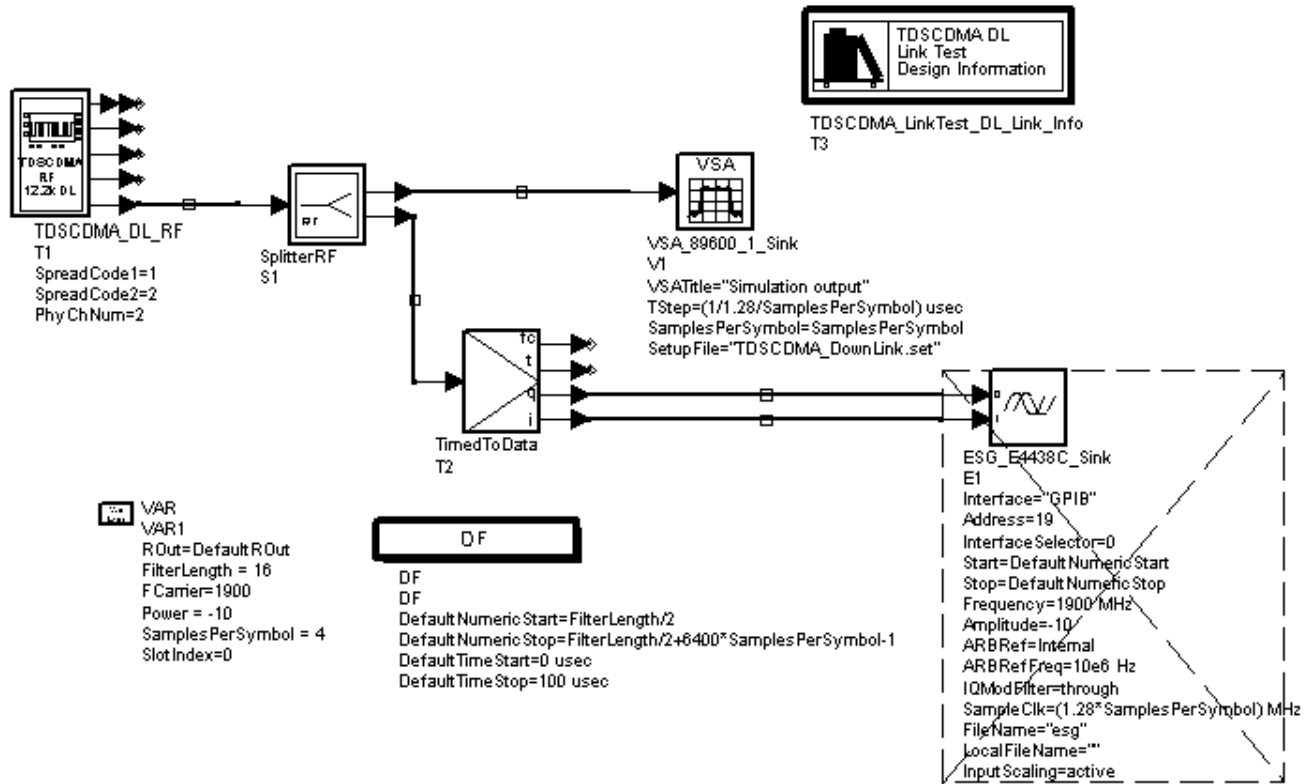 TDSCDMA DL
Link Test
Design Information
TDSCDMA_LinkTest_DL_Link_Info
T3
TDSCDMA
RF
12.2k DL
TDSCDMA_DL_RF
T1
SpreadCode1=1
SpreadCode2=2
PhyChNum=2
RF
SplitterRF
S1
VSA
VSA_89600_1_Sink
V1
VSATitle="Simulation output"
TStep=(1/1.28/SamplesPerSymbol) usec
SamplesPerSymbol=SamplesPerSymbol
SetupFile="TDSCDMA_DownLink.set"
fc
t
q
i
TimedToData
T2
ESG_E4438C_Sink
E1
Interface="GPIB"
Address=19
InterfaceSelector=0
Start=DefaultNumericStart
Stop=DefaultNumericStop
Frequency=1900 MHz
Amplitude=-10
ARBRef=Internal
ARBRefFreq=10e6 Hz
IQModFilter=through
SampleClk=(1.28*SamplesPerSymbol) MHz
FileName="esg"
LocalFileName=""
InputScaling=active
VAR
VAR1
ROut=DefaultROut
FilterLength = 16
FCarrier=1900
Power = -10
SamplesPerSymbol = 4
SlotIndex=0
DF
DF
DF
DefaultNumericStart=FilterLength/2
DefaultNumericStop=FilterLength/2+6400*SamplesPerSymbol-1
DefaultTimeStart=0 usec
DefaultTimeStop=100 usec